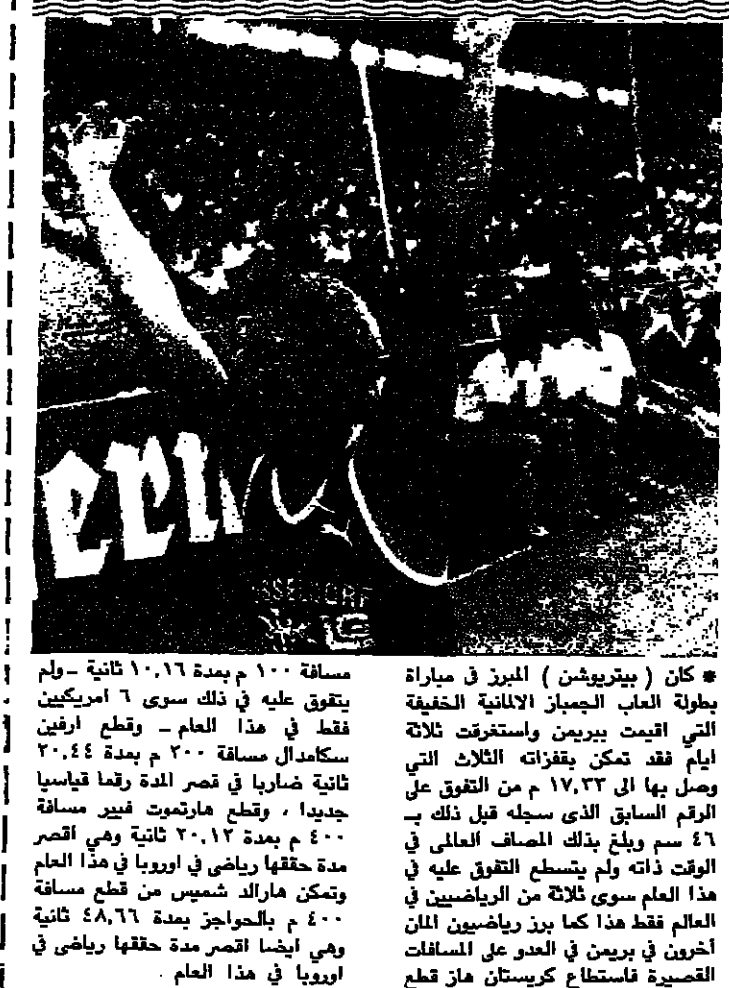 * كان ( بيتريوشن ) المبرز في مباراة
بطولة العاب الجمباز الالمانية الخفيفة
التي اقيمت ببريمن واستغرقت ثلاثة
ايام فقد تمكن بقفزاته الثلاث التي
وصل بها الى ١٧,٣٣ م من التفوق على
الرقم السابق الذى سجله قبل ذلك بـ
٤٦ سم وبلغ بذلك المصاف العالمى في
الوقت ذاته ولم يتسطع التفوق عليه في
هذا العام سوى ثلاثة من الرياضيين في
العالم فقط هذا كما برز رياضيون المان
آخرون في بريمن في العدو على المسافات
القصيرة فاستطاع كريستان هاز قطع
مسافة ١٠٠ م بمدة ١٠,١٦ ثانية ـ ولم
يتفوق عليه في ذلك سوى ٦ امريكيين
فقط في هذا العام ـ وقطع ارفين
سكامدال مسافة ٢٠٠ م بمدة ٢٠,٤٤
ثانية ضاربا في قصر المدة رقما قياسيا
جديدا ، وقطع هارتموت فيبر مسافة
٤٠٠ م بمدة ٢٠,١٢ ثانية وهي اقصر
مدة حققها رياضى في اوروبا في هذا العام
وتمكن هارالد شميس من قطع مسافة
٤٠٠ م بالحواجز بمدة ٤٨,٦٦ ثانية
وهي ايضا اقصر مدة حققها رياضى في
اوروبا في هذا العام .